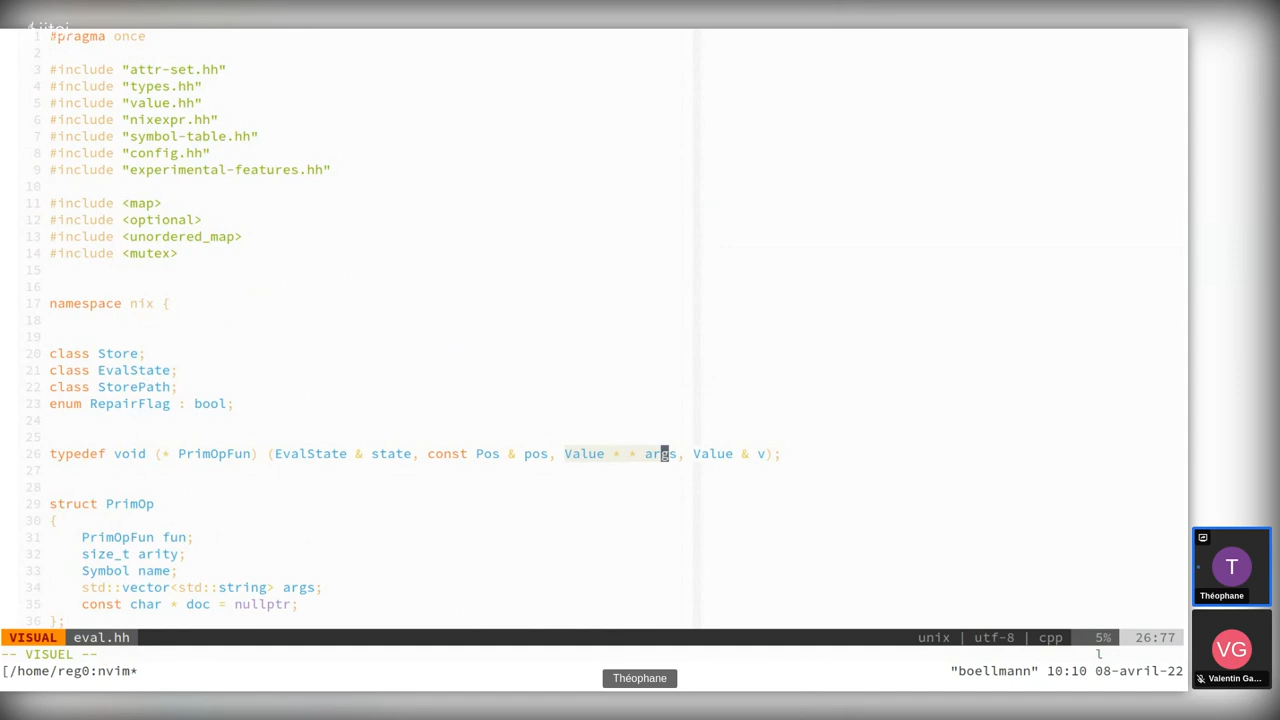 1 #pragma once
2
3 #include "attr-set.hh"
4 #include "types.hh"
5 #include "value.hh"
6 #include "nixexpr.hh"
7 #include "symbol-table.hh"
8 #include "config.hh"
9 #include "experimental-features.hh"
10
11 #include <map>
12 #include <optional>
13 #include <unordered_map>
14 #include <mutex>
15
16
17 namespace nix {
18
19
20 class Store;
21 class EvalState;
22 class StorePath;
23 enum RepairFlag : bool;
24
25
26 typedef void (* PrimOpFun) (EvalState & state, const Pos & pos, Value * * args, Value & v);
27
28
29 struct PrimOp
30 {
31 PrimOpFun fun;
32 size_t arity;
33 Symbol name;
34 std::vector<std::string> args;
35 const char * doc = nullptr;
36 };
VISUAL eval.hh unix | utf-8 | cpp 5% 26:77
-- VISUEL -- l
[/home/reg0:nvim* "boellmann" 10:10 08-avril-22
Théophane
T
Théophane
VG
Valentin Ga...